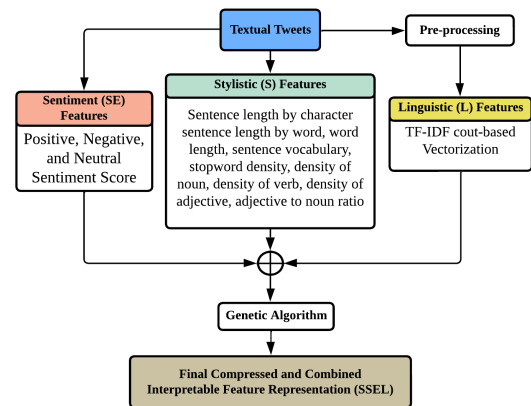 Textual Tweets
Pre-processing
Sentiment (SE)
Features
Positive, Negative,
and Neutral
Sentiment Score
Stylistic (S) Features
Sentence length by character
sentence length by word, word
length, sentence vocabulary,
stopword density, density of
noun, density of verb, density of
adjective, adjective to noun ratio
Linguistic (L) Features
TF-IDF cout-based
Vectorization
Genetic Algorithm
Final Compressed and Combined
Interpretable Feature Representation (SSEL)